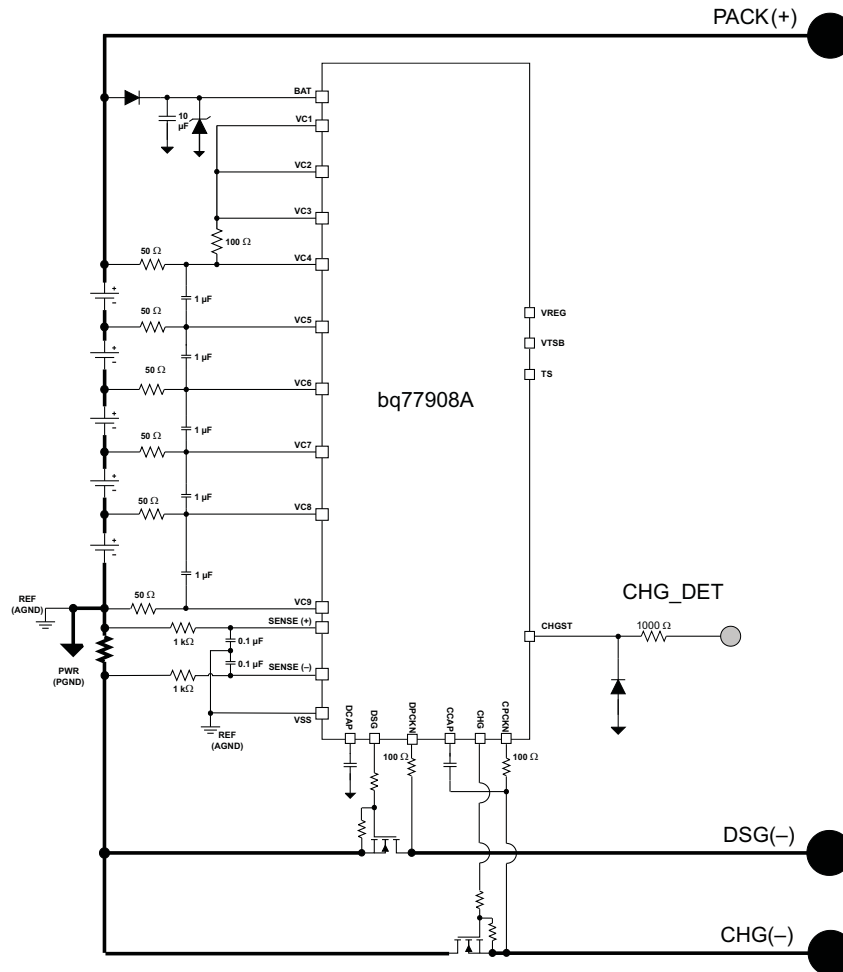 PACK(+)
BAT
10
µF
VC1
VC2
VC3
100 Ω
50 Ω
VC4
1 µF
50 Ω
VC5
VREG
VTSB
1 µF
50 Ω
VC6
TS
bq77908A
1 µF
50 Ω
VC7
1 µF
50 Ω
VC8
1 µF
50 Ω
VC9
REF
(AGND)
SENSE (+)
CHG_DET
1 kΩ
0.1 µF
CHGST
1000 Ω
0.1 µF
SENSE (–)
PWR
(PGND)
1 kΩ
VSS
REF
(AGND)
DCAP
DSG
DPCKN
CCAP
CHG
CPCKN
100 Ω
100 Ω
DSG(–)
CHG(–)
+
–
+
–
+
–
+
–
+
–